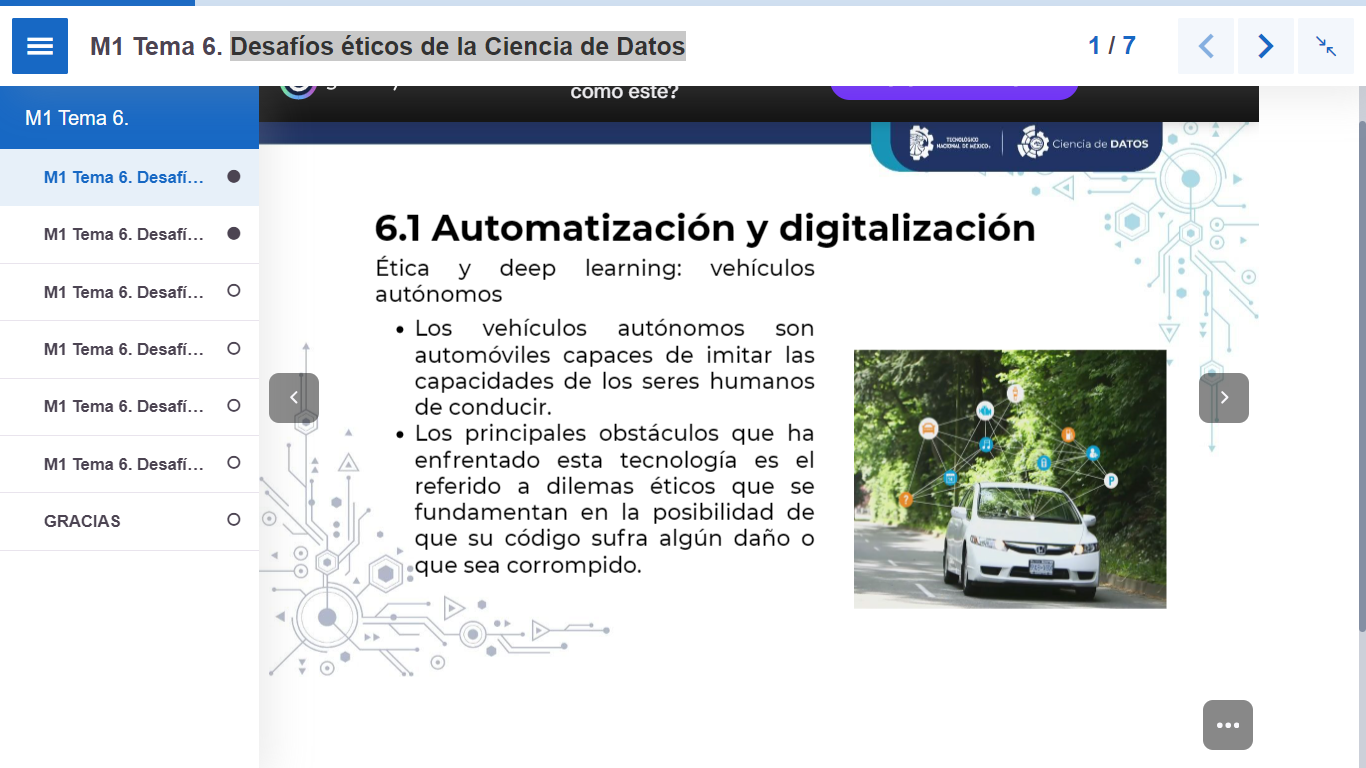 M1 Tema 6. Desafíos éticos de la Ciencia de Datos
1 / 7
M1 Tema 6.
M1 Tema 6. Desafí...
M1 Tema 6. Desafí...
M1 Tema 6. Desafí...
M1 Tema 6. Desafí...
M1 Tema 6. Desafí...
M1 Tema 6. Desafí...
GRACIAS
como este?
TECNOLÓGICO
NACIONAL DE MÉXICO
Ciencia de DATOS
6.1 Automatización y digitalización
Ética y deep learning: vehículos
autónomos
• Los vehículos autónomos son
automóviles capaces de imitar las
capacidades de los seres humanos
de conducir.
• Los principales obstáculos que ha
enfrentado esta tecnología es el
referido a dilemas éticos que se
fundamentan en la posibilidad de
que su código sufra algún daño o
que sea corrompido.
?
P